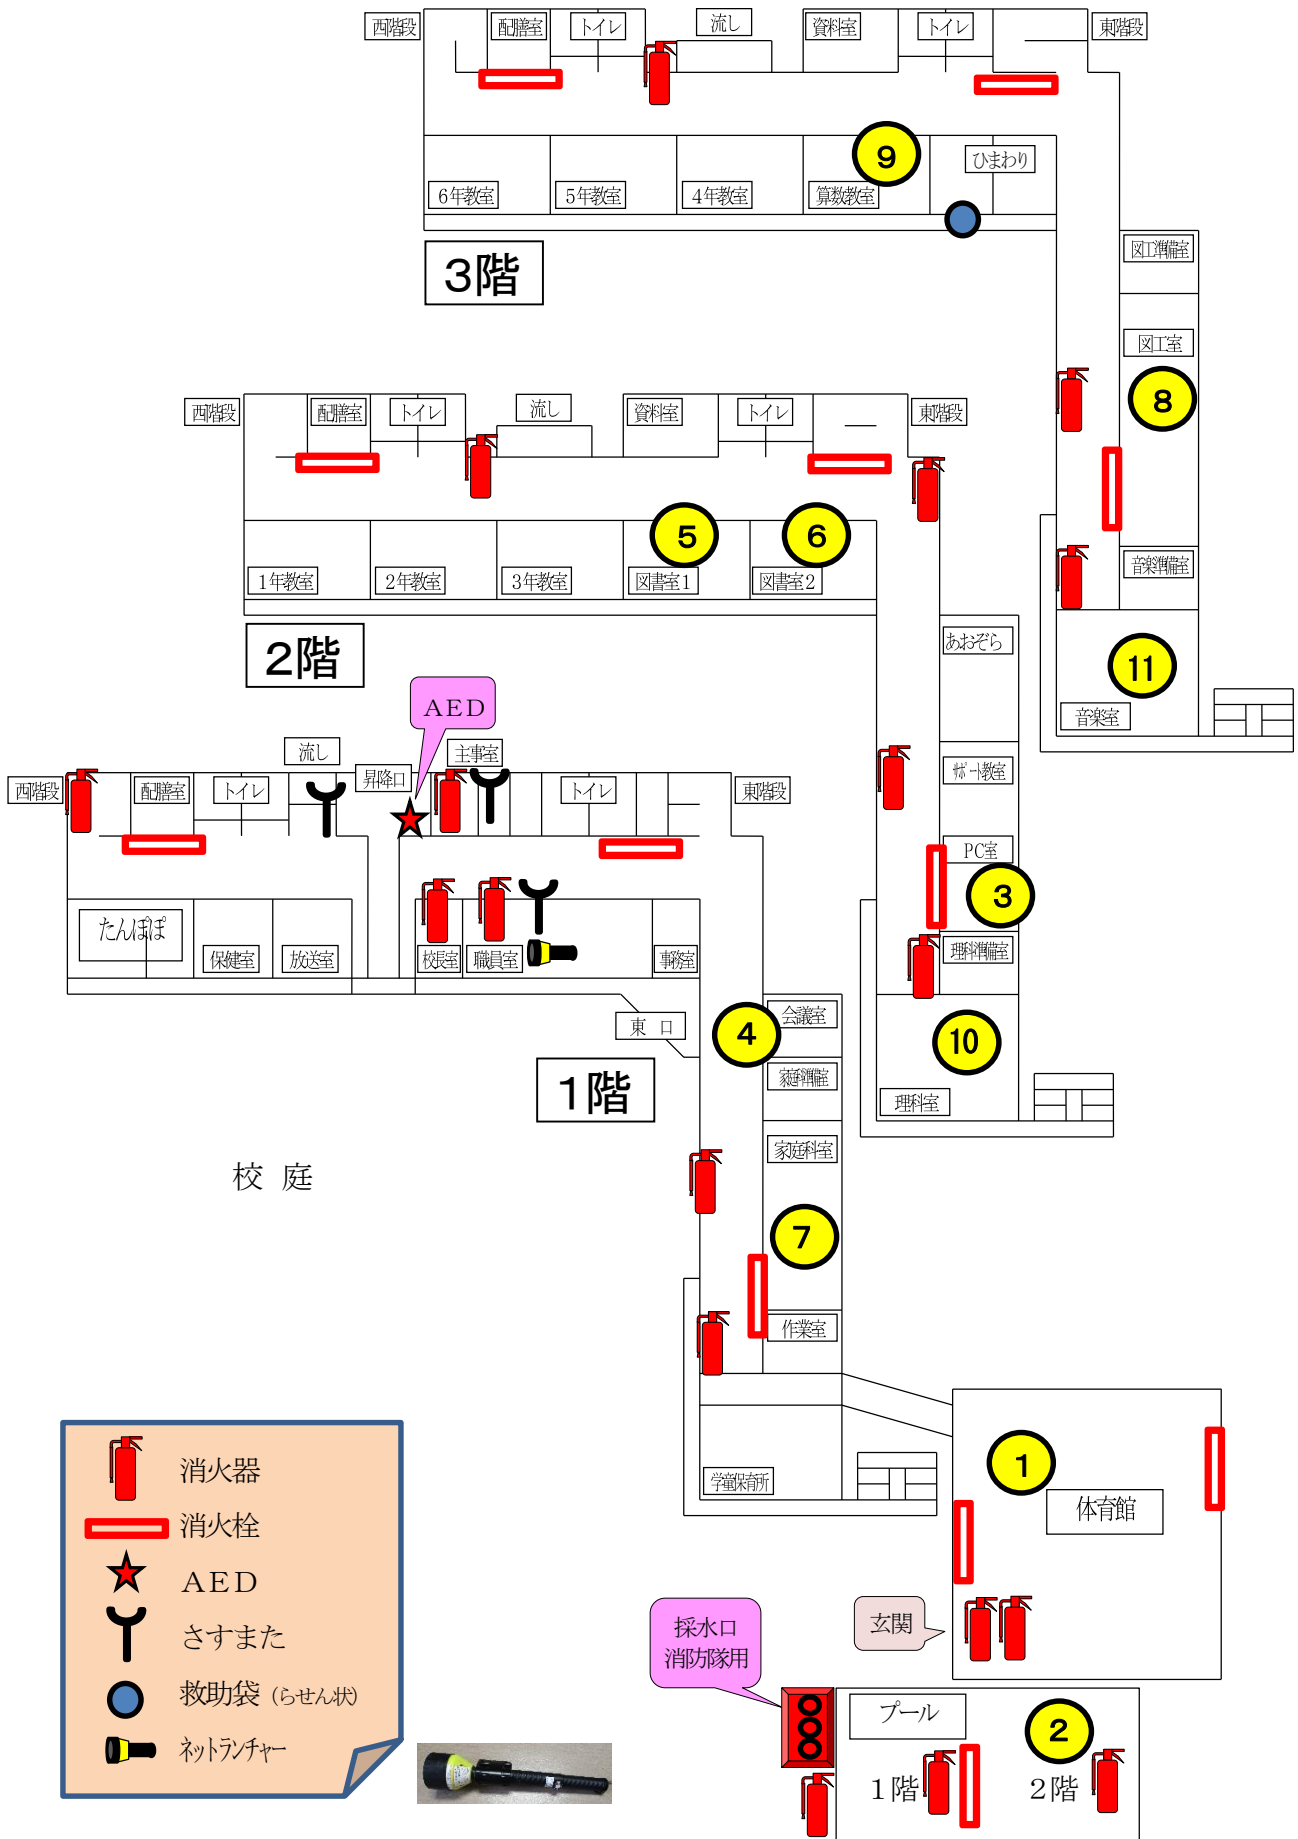 西階段
配膳室
トイレ
流し
資料室
トイレ
東階段
9
ひまわり
6年教室
5年教室
4年教室
算数教室
3階
図工準備室
図工室
8
音楽準備室
11
音楽室
西階段
配膳室
トイレ
流し
資料室
トイレ
東階段
5
6
1年教室
2年教室
3年教室
図書室1
図書室2
2階
あおぞら
サポート教室
PC室
3
理科準備室
10
理科室
AED
西階段
配膳室
トイレ
流し
昇降口
主事室
トイレ
東階段
たんぽぽ
保健室
放送室
校長室
職員室
事務室
東 口
1階
4
会議室
家庭科準備室
家庭科室
7
作業室
学童保育所
校 庭
1
体育館
玄関
採水口
消防隊用
プール
2
1階
2階
消火器
消火栓
AED
さすまた
救助袋(らせん状)
ネットランチャー